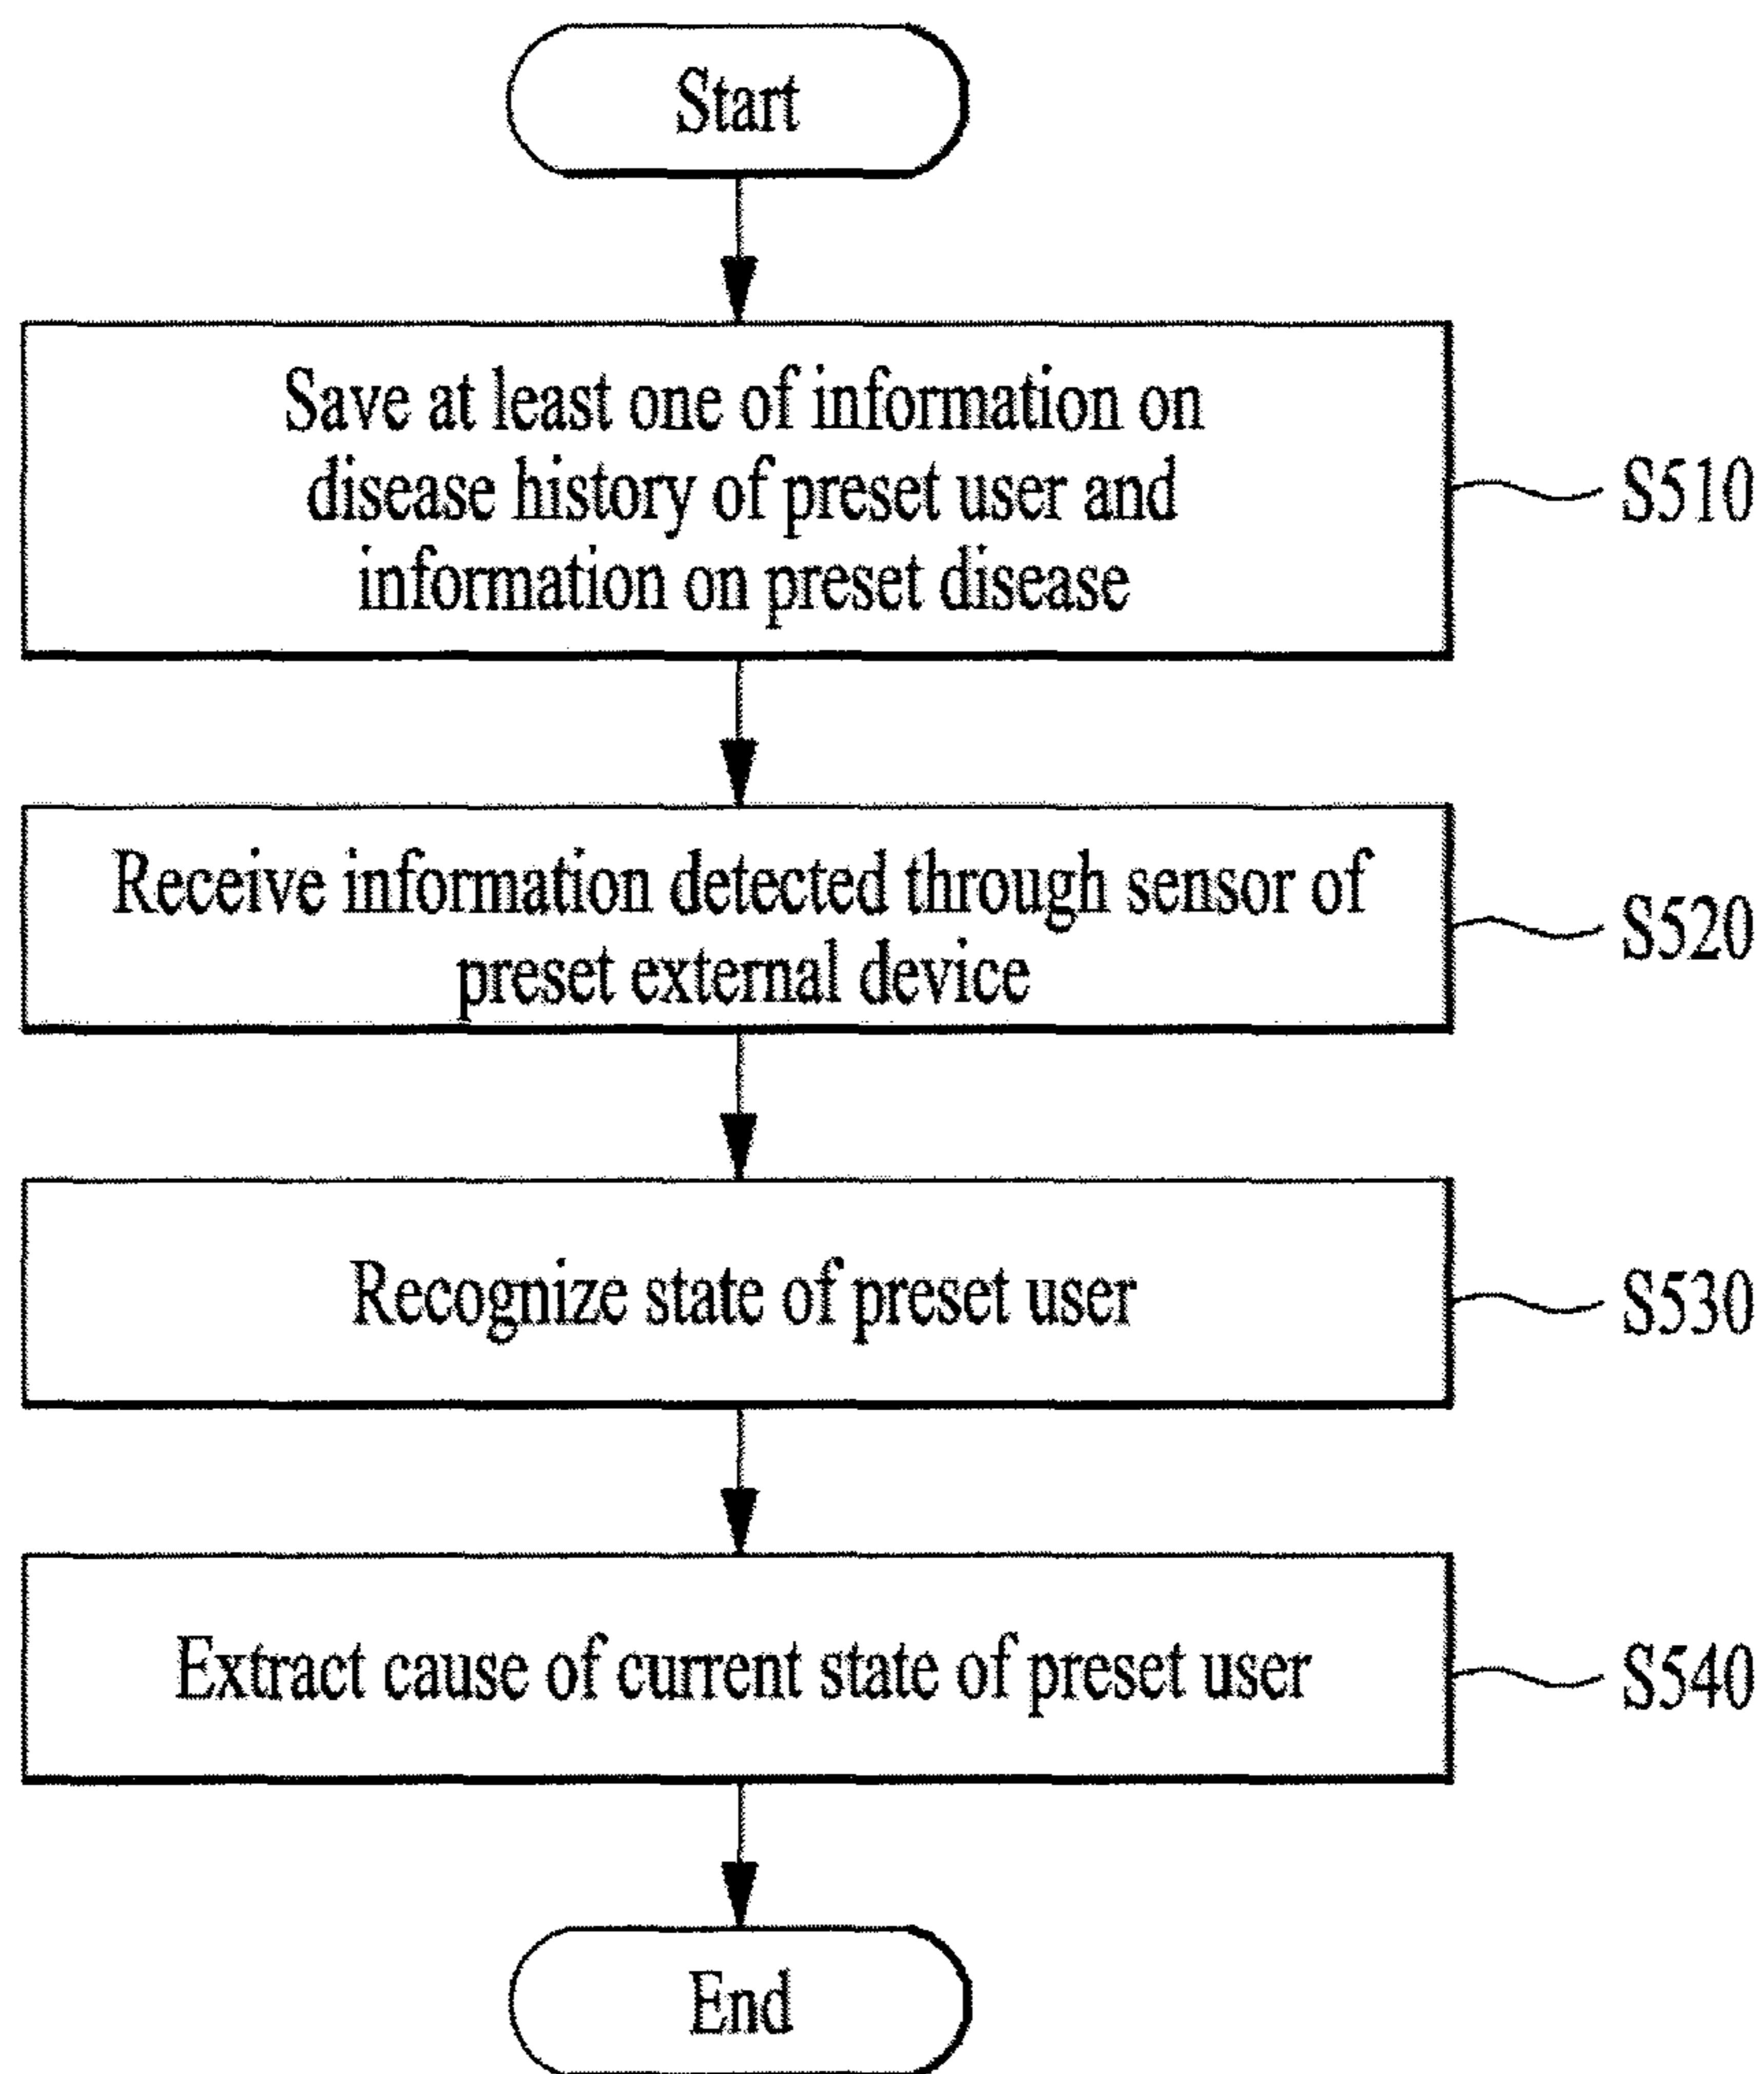 Start
Save at least one of information on
disease history of preset user and
information on preset disease
S510
Receive information detected through sensor of
preset external device
S520
Recognize state of preset user
S530
Extract cause of current state of preset user
S540
End